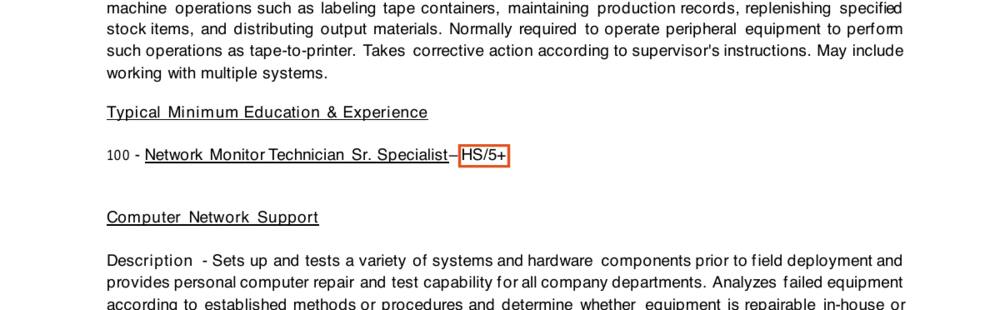 machine operations such as labeling tape containers, maintaining production records, replenishing specified
stock items, and distributing output materials. Normally required to operate peripheral equipment to perform
such operations as tape-to-printer. Takes corrective action according to supervisor's instructions. May include
working with multiple systems.
Typical Minimum Education & Experience
100 - Network Monitor Technician Sr. Specialist–HS/5+
Computer Network Support
Description - Sets up and tests a variety of systems and hardware components prior to field deployment and
provides personal computer repair and test capability for all company departments. Analyzes failed equipment
according to established methods or procedures and determine whether equipment is repairable in-house or